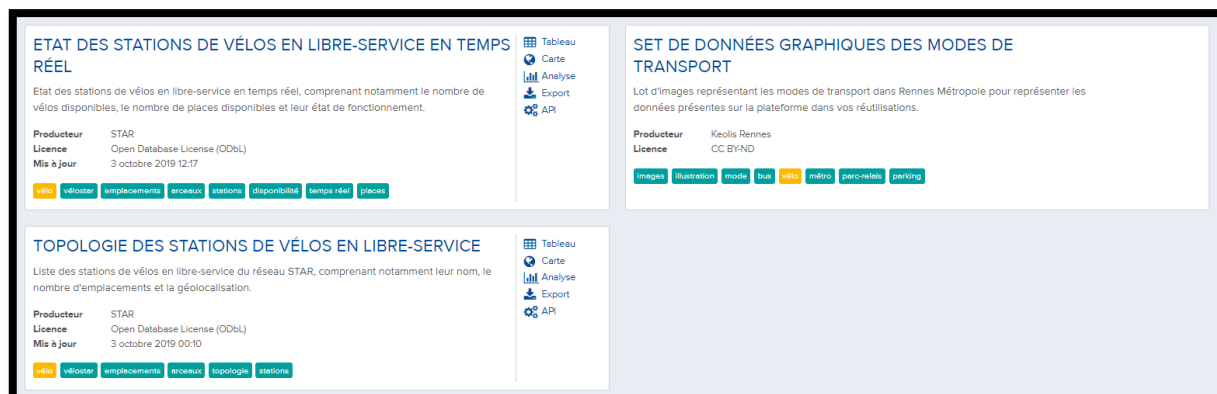 ETAT DES STATIONS DE VÉLOS EN LIBRE-SERVICE EN TEMPS
RÉEL
Etat des stations de vélos en libre-service en temps réel, comprenant notamment le nombre de
vélos disponibles, le nombre de places disponibles et leur état de fonctionnement.
Producteur STAR
Licence Open Database License (ODbL)
Mis à jour 3 octobre 2019 12:17
vélo vélostar emplacements arceaux stations disponibilité temps réel places
Tableau
Carte
Analyse
Export
API
SET DE DONNÉES GRAPHIQUES DES MODES DE
TRANSPORT
Lot d'images représentant les modes de transport dans Rennes Métropole pour représenter les
données présentes sur la plateforme dans vos réutilisations.
Producteur Keolis Rennes
Licence CC BY-ND
images illustration mode bus vélo métro parc-relais parking
TOPOLOGIE DES STATIONS DE VÉLOS EN LIBRE-SERVICE
Liste des stations de vélos en libre-service du réseau STAR, comprenant notamment leur nom, le
nombre d'emplacements et la géolocalisation.
Producteur STAR
Licence Open Database License (ODbL)
Mis à jour 3 octobre 2019 00:10
vélo vélostar emplacements arceaux topologie stations
Tableau
Carte
Analyse
Export
API